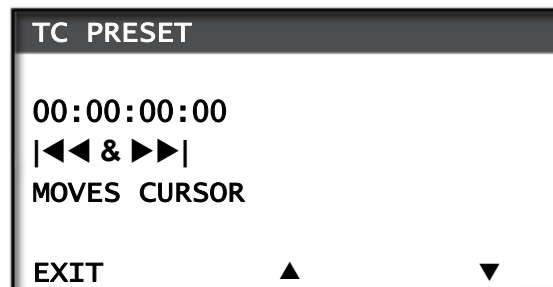 TC PRESET
00:00:00:00
|◀◀ & ▶▶|
MOVES CURSOR
EXIT ▲ ▼